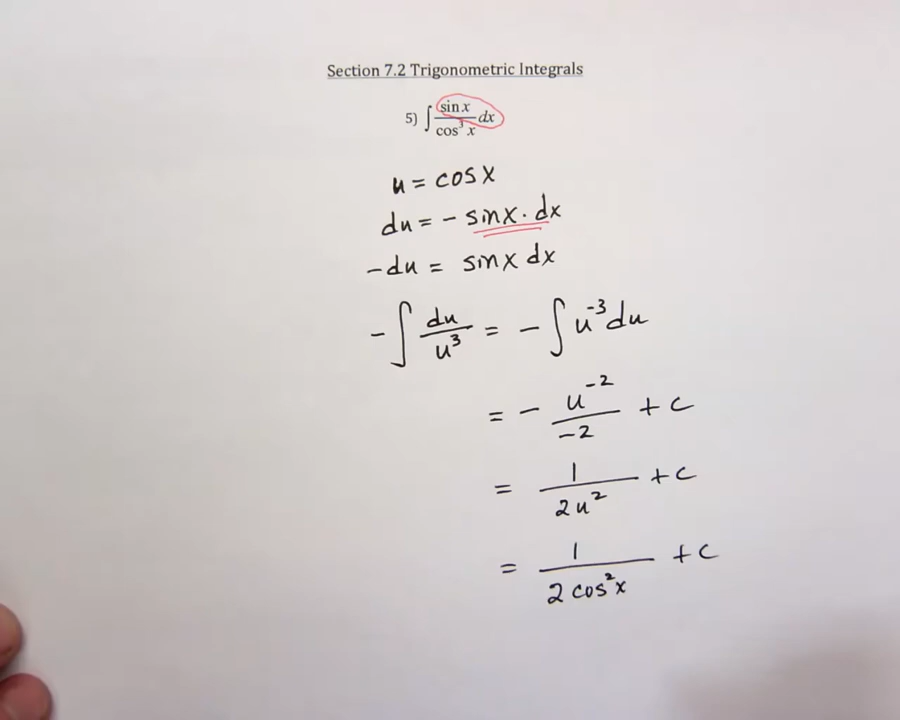 Section 7.2 Trigonometric Integrals
5) ∫ sin x / cos³ x dx
u = cos x
du = - sin x · dx
-du = sin x dx
- ∫ du / u³ = - ∫ u⁻³ du
= - u⁻² / -2 + c
= 1 / 2u² + c
= 1 / 2 cos² x + c